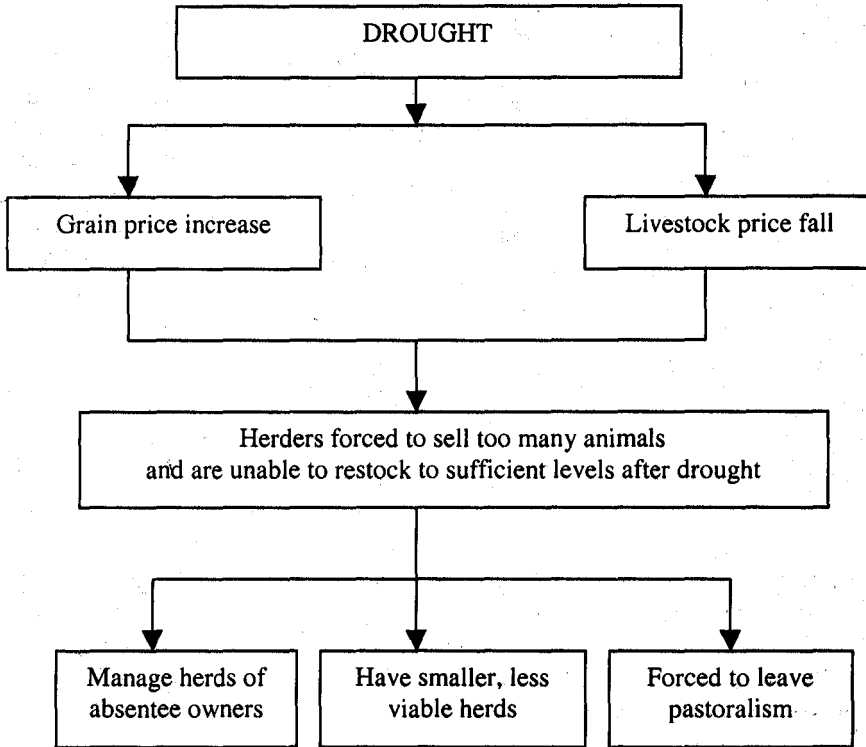 DROUGHT
Grain price increase
Livestock price fall
Herders forced to sell too many animals
and are unable to restock to sufficient levels after drought
Manage herds of
absentee owners
Have smaller, less
viable herds
Forced to leave
pastoralism